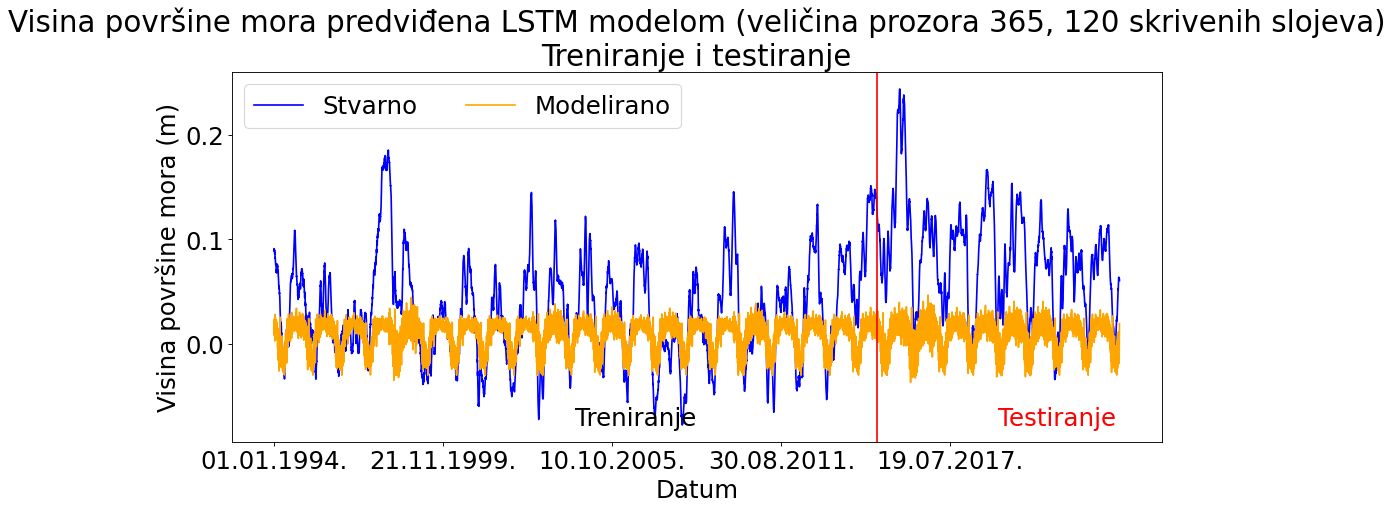 Visina površine mora predviđena LSTM modelom (veličina prozora 365, 120 skrivenih slojeva)
Treniranje i testiranje
Stvarno
Modelirano
Visina površine mora (m)
0.2
0.1
0.0
Treniranje
Testiranje
01.01.1994.
21.11.1999.
10.10.2005.
30.08.2011.
19.07.2017.
Datum